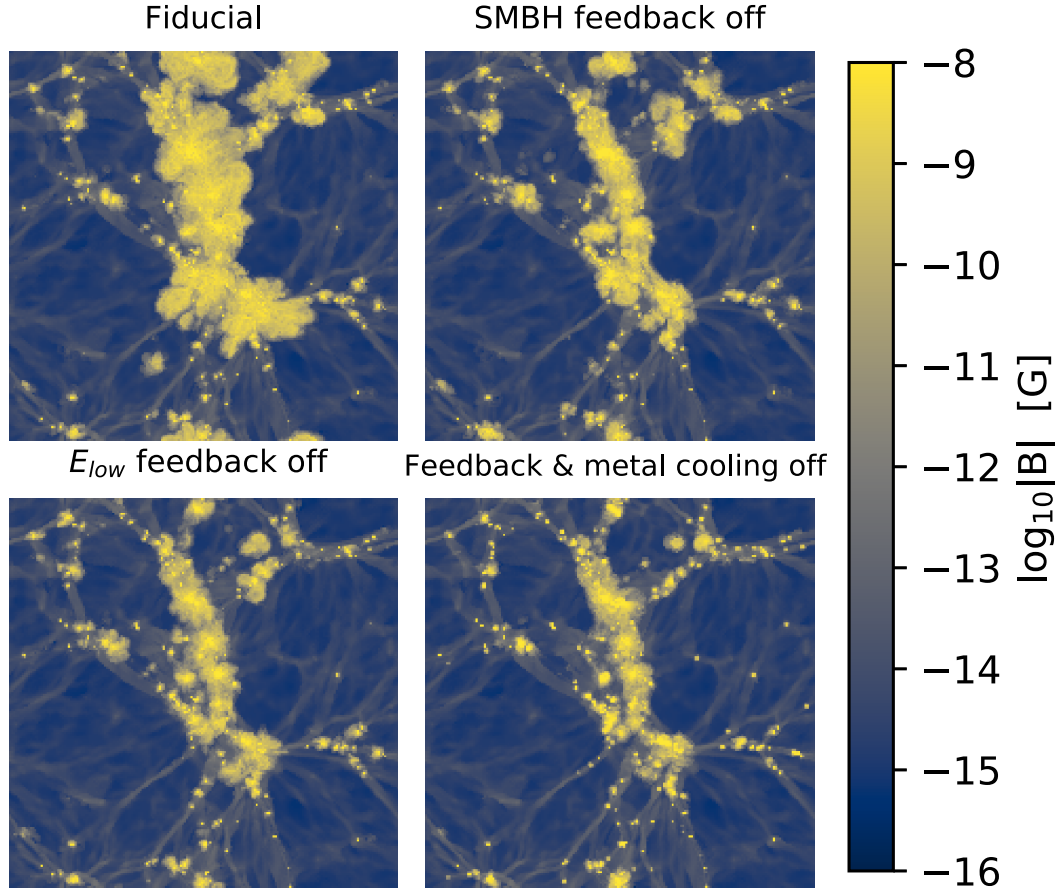 Fiducial
SMBH feedback off
E_low feedback off
Feedback & metal cooling off
−8
−9
−10
−11
−12
−13
−14
−15
−16
log₁₀|B| [G]